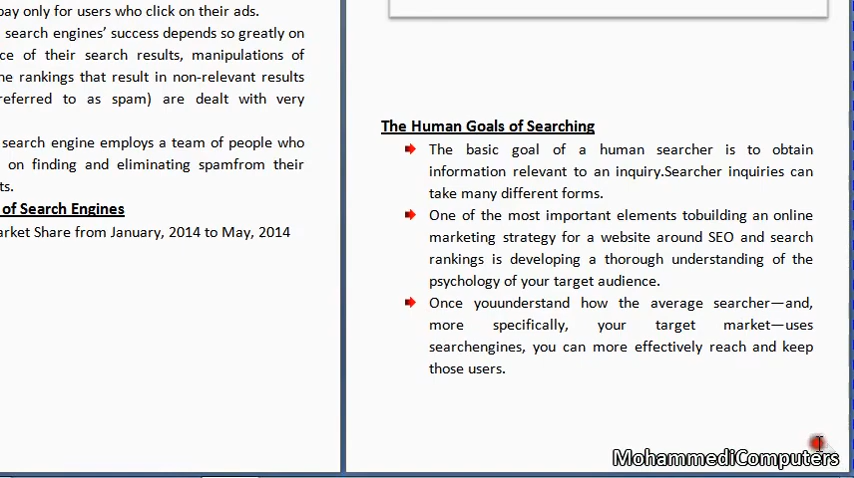 pay only for users who click on their ads.
search engines’ success depends so greatly on
ce of their search results, manipulations of
ne rankings that result in non-relevant results
referred to as spam) are dealt with very
search engine employs a team of people who
on finding and eliminating spamfrom their
ts.
of Search Engines
arket Share from January, 2014 to May, 2014
The Human Goals of Searching
The basic goal of a human searcher is to obtain
information relevant to an inquiry.Searcher inquiries can
take many different forms.
One of the most important elements tobuilding an online
marketing strategy for a website around SEO and search
rankings is developing a thorough understanding of the
psychology of your target audience.
Once youunderstand how the average searcher—and,
more specifically, your target market—uses
searchengines, you can more effectively reach and keep
those users.
MohammediComputers